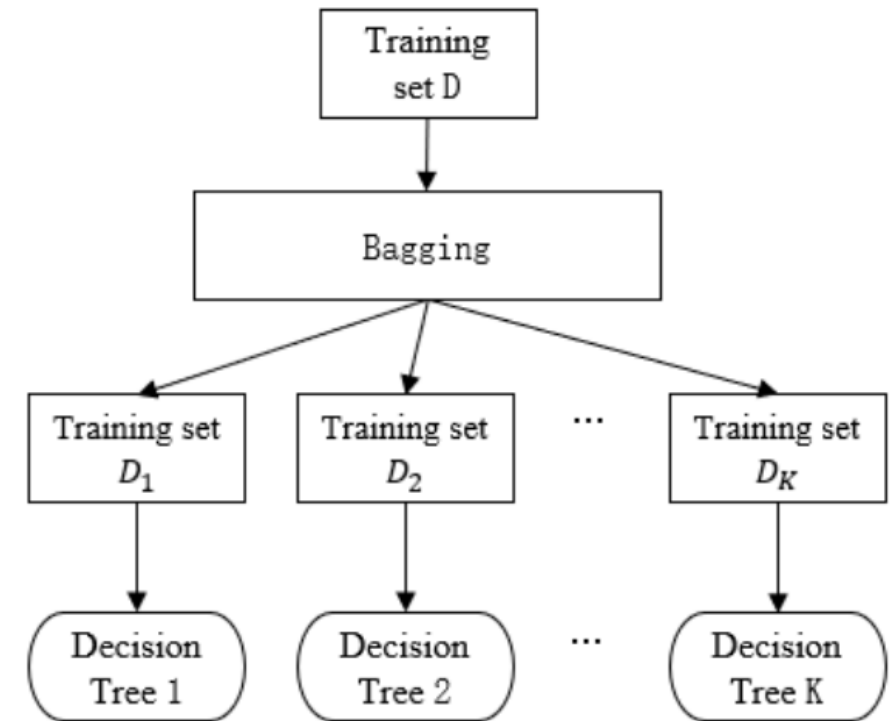 Training
set D
Bagging
Training set
D₁
Training set
D₂
...
Training set
D_K
Decision
Tree 1
Decision
Tree 2
...
Decision
Tree K